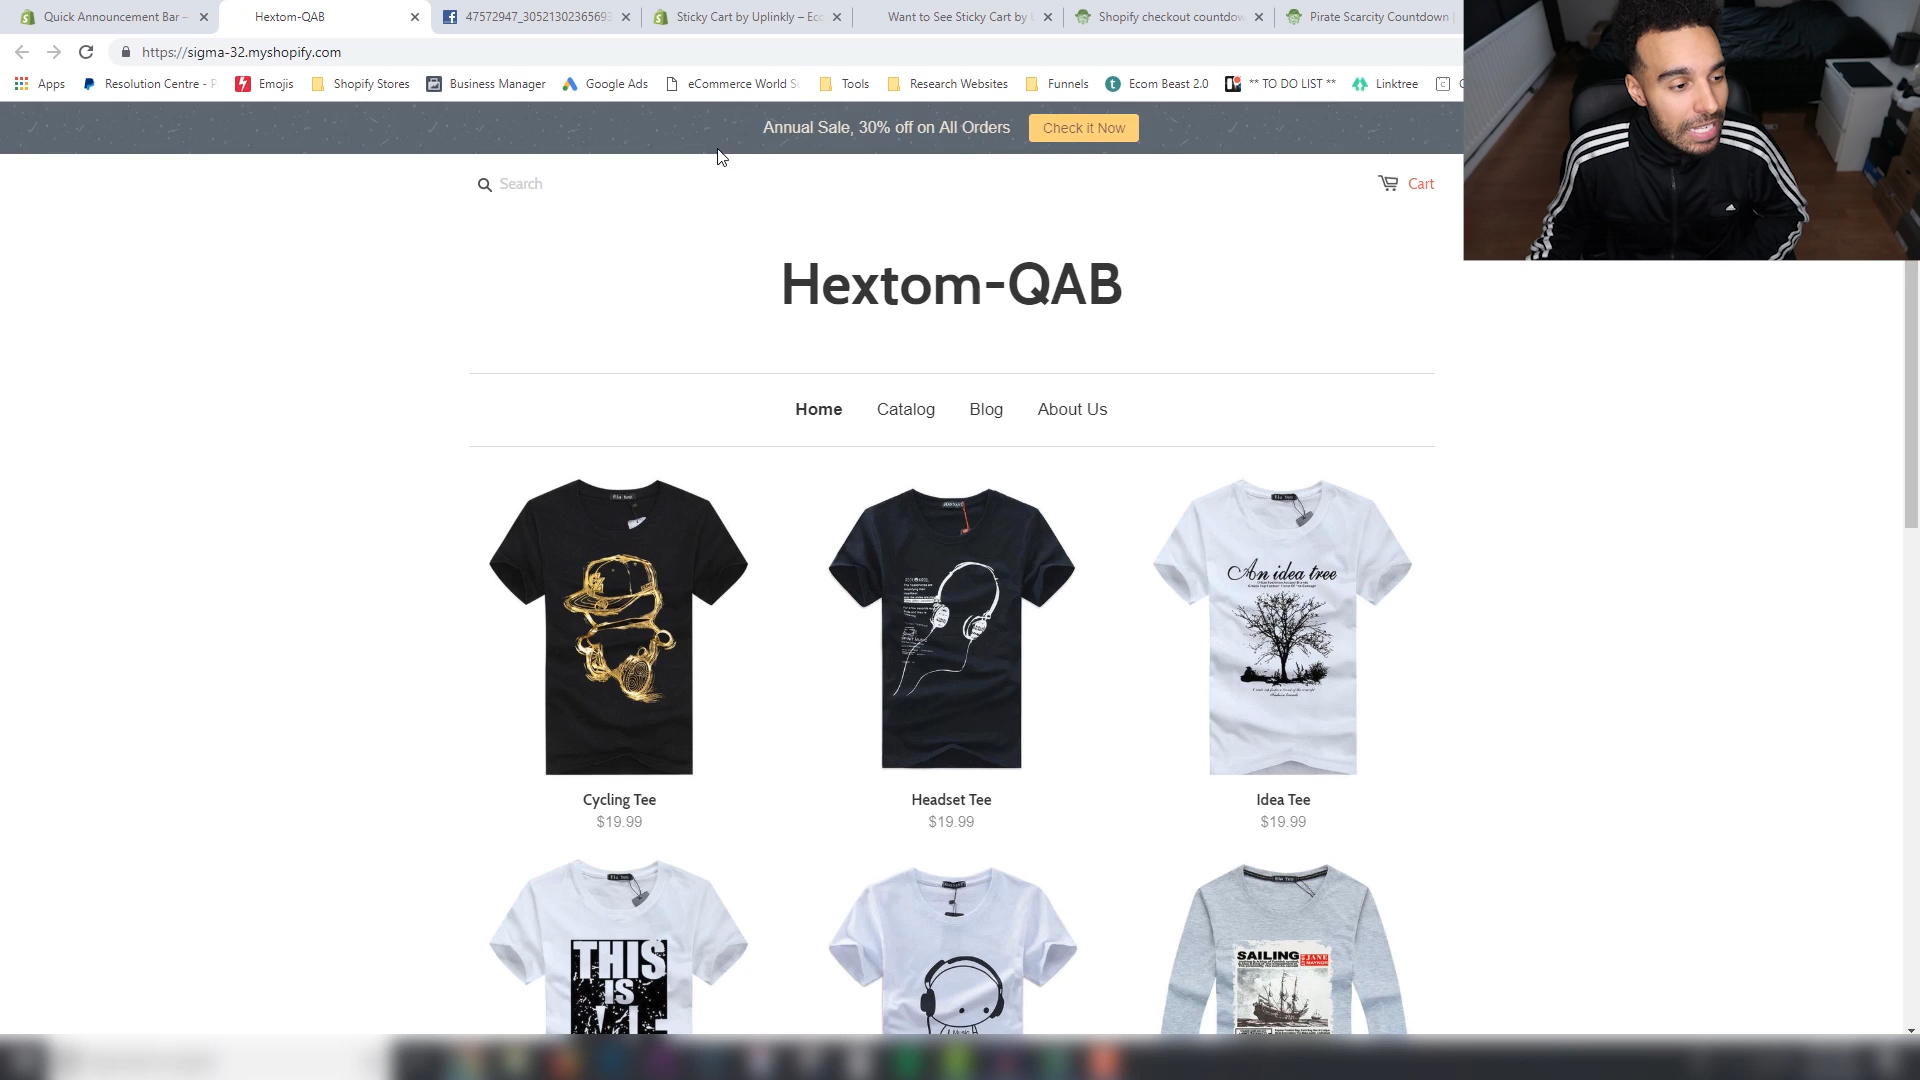 Quick Announcement Bar –
Hextom-QAB
Sticky Cart by Uplinkly –
Want to See Sticky Cart by
Shopify checkout
Pirate Scarcity Countdown
https://sigma-32.myshopify.com
Apps
Resolution Centre -
Emojis
Shopify Stores
Business Manager
Google Ads
eCommerce World
Tools
Research Websites
Funnels
Ecom Beast 2.0
** TO DO LIST **
Linktree
Annual Sale, 30% off on All Orders
Check it Now
Search
Cart
Hextom-QAB
Home
Catalog
Blog
About Us
An idea tree
Cycling Tee
$19.99
Headset Tee
$19.99
Idea Tee
$19.99
THIS
IS
SAILING
JANE